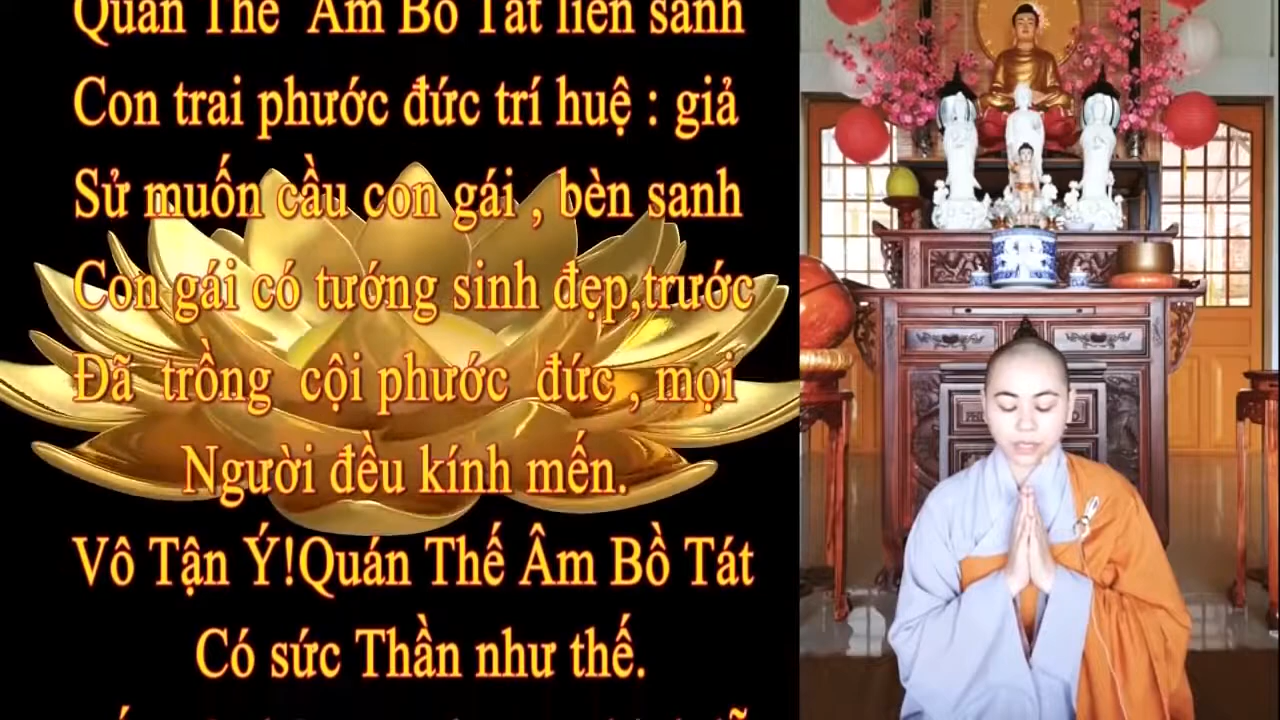 Quán Thế Âm Bồ Tát liền sanh
Con trai phước đức trí huệ : giả
Sử muốn cầu con gái , bèn sanh
Con gái có tướng sinh đẹp,trước
Đã trồng cội phước đức , mọi
Người đều kính mến.
Vô Tận Ý!Quán Thế Âm Bồ Tát
Có sức Thần như thế.